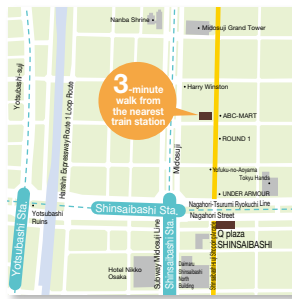 Nanba Shrine
Midosuji Grand Tower
Yotsubashi-suji
Hanshin Expressway Route 1 Loop Route
3-minute
walk from
the nearest
train station
Harry Winston
ABC-MART
Midosuji
ROUND 1
Yofuku-no-Aoyama
Tokyu Hands
UNDER ARMOUR
Yotsubashi Sta.
Yotsubashi
Ruins
Shinsaibashi Sta.
Nagahori-Tsurumi Ryokuchi Line
Nagahori Street
Q plaza
SHINSAIBASHI
Shinsaibashi Sta.
Subway Midosuji Line
Hotel Nikko
Osaka
Daimaru
Shinsaibashi
North
Building